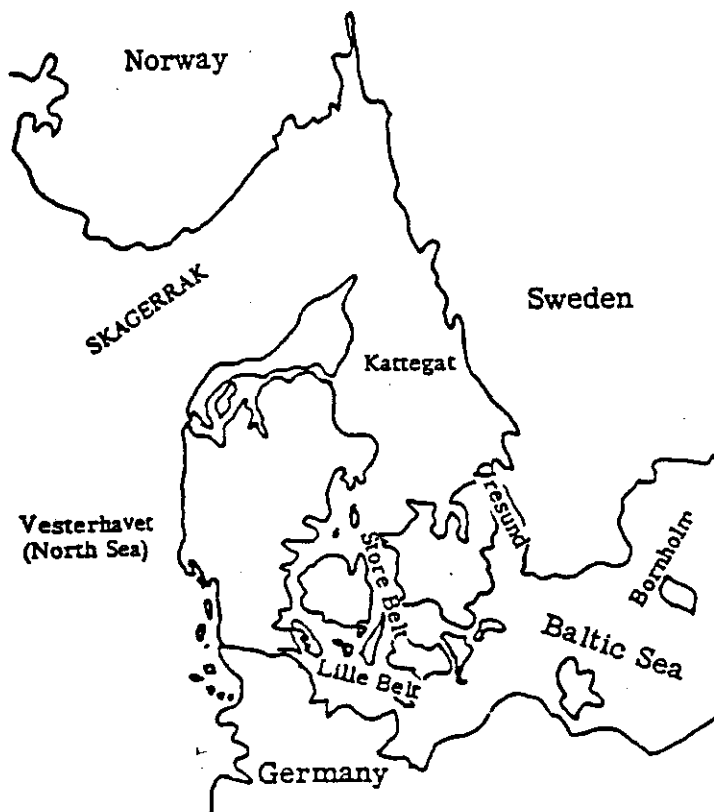 Norway
SKAGERRAK
Sweden
Kattegat
Vesterhavet
(North Sea)
Øresund
Store Belt
Bornholm
Baltic Sea
Lille Belt
Germany